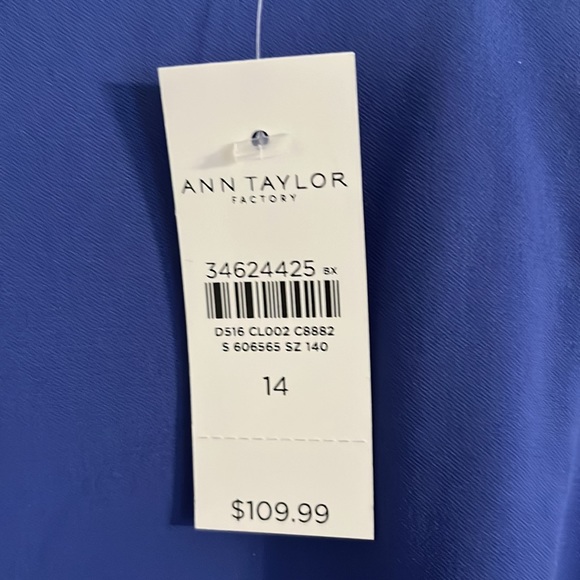 ANN TAYLOR
FACTORY
34624425 BX
D516 CL002 C8882
S 606565 SZ 140
14
$109.99